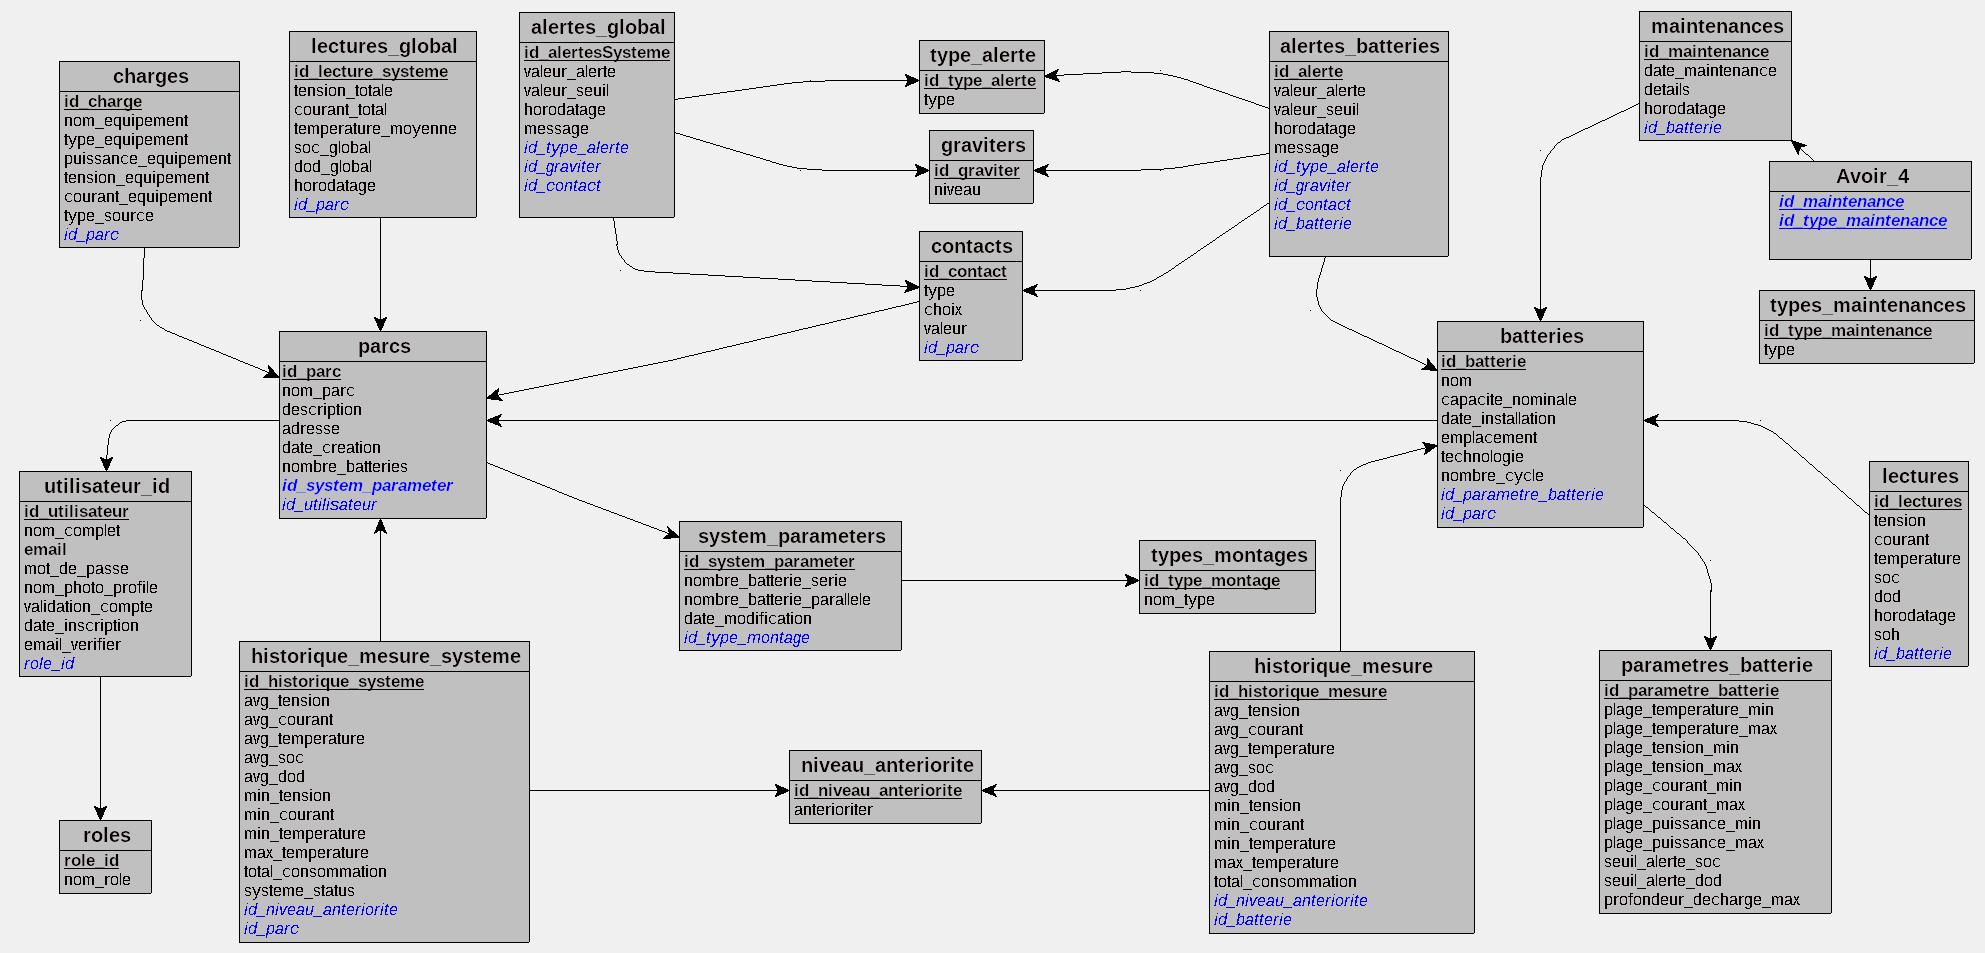 charges
id_charge
nom_equipement
type_equipement
puissance_equipement
tension_equipement
courant_equipement
type_source
id_parc
lectures_global
id_lecture_systeme
tension_totale
courant_total
temperature_moyenne
soc_global
dod_global
horodatage
id_parc
alertes_global
id_alertesSysteme
valeur_alerte
valeur_seuil
horodatage
message
id_type_alerte
id_graviter
id_contact
type_alerte
id_type_alerte
type
graviters
id_graviter
niveau
contacts
id_contact
type
choix
valeur
id_parc
alertes_batteries
id_alerte
valeur_alerte
valeur_seuil
horodatage
message
id_type_alerte
id_graviter
id_contact
id_batterie
maintenances
id_maintenance
date_maintenance
details
horodatage
id_batterie
Avoir_4
id_maintenance
id_type_maintenance
types_maintenances
id_type_maintenance
type
parcs
id_parc
nom_parc
description
adresse
date_creation
nombre_batteries
id_system_parameter
id_utilisateur
batteries
id_batterie
nom
capacite_nominale
date_installation
emplacement
technologie
nombre_cycle
id_parametre_batterie
id_parc
utilisateur_id
id_utilisateur
nom_complet
email
mot_de_passe
nom_photo_profile
validation_compte
date_inscription
email_verifier
role_id
system_parameters
id_system_parameter
nombre_batterie_serie
nombre_batterie_parallele
date_modification
id_type_montage
types_montages
id_type_montage
nom_type
lectures
id_lectures
tension
courant
temperature
soc
dod
horodatage
soh
id_batterie
historique_mesure_systeme
id_historique_systeme
avg_tension
avg_courant
avg_temperature
avg_soc
avg_dod
min_tension
min_courant
min_temperature
max_temperature
total_consommation
systeme_status
id_niveau_anteriorite
id_parc
niveau_anteriorite
id_niveau_anteriorite
anterioriter
historique_mesure
id_historique_mesure
avg_tension
avg_courant
avg_temperature
avg_soc
avg_dod
min_tension
min_courant
min_temperature
max_temperature
total_consommation
id_niveau_anteriorite
id_batterie
parametres_batterie
id_parametre_batterie
plage_temperature_min
plage_temperature_max
plage_tension_min
plage_tension_max
plage_courant_min
plage_courant_max
plage_puissance_min
plage_puissance_max
seuil_alerte_soc
seuil_alerte_dod
profondeur_decharge_max
roles
role_id
nom_role